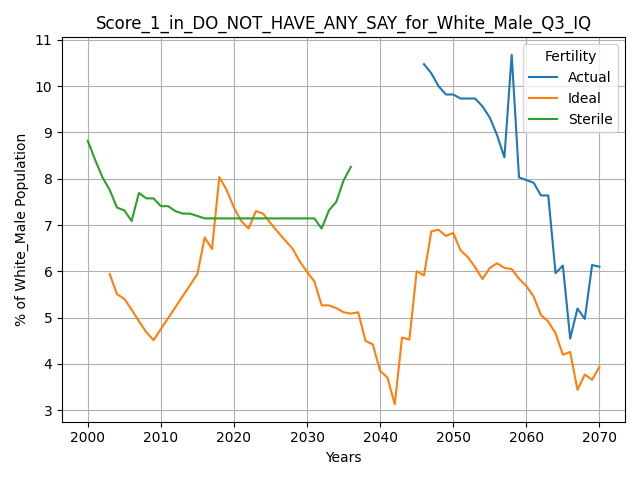 Score_1_in_DO_NOT_HAVE_ANY_SAY_for_White_Male_Q3_IQ
Fertility
Actual
Ideal
Sterile
% of White_Male Population
11
10
9
8
7
6
5
4
3
2000 2010 2020 2030 2040 2050 2060 2070
Years